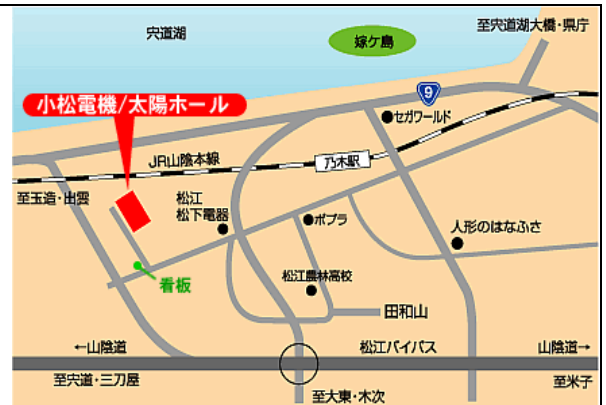 宍道湖
嫁ケ島
至宍道湖大橋・県庁
小松電機/太陽ホール
9
セガワールド
JR山陰本線
乃木駅
至玉造・出雲
松江
松下電器
ポプラ
人形のはなふさ
看板
松江農林高校
田和山
←山陰道
松江バイパス
山陰道→
至宍道・三刀屋
至米子
至大東・木次